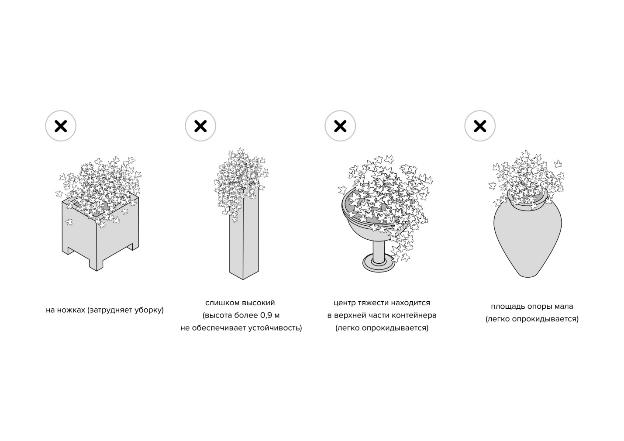 на ножках (затрудняет уборку)
слишком высокий
(высота более 0,9 м
не обеспечивает устойчивость)
центр тяжести находится
в верхней части контейнера
(легко опрокидывается)
площадь опоры мала
(легко опрокидывается)